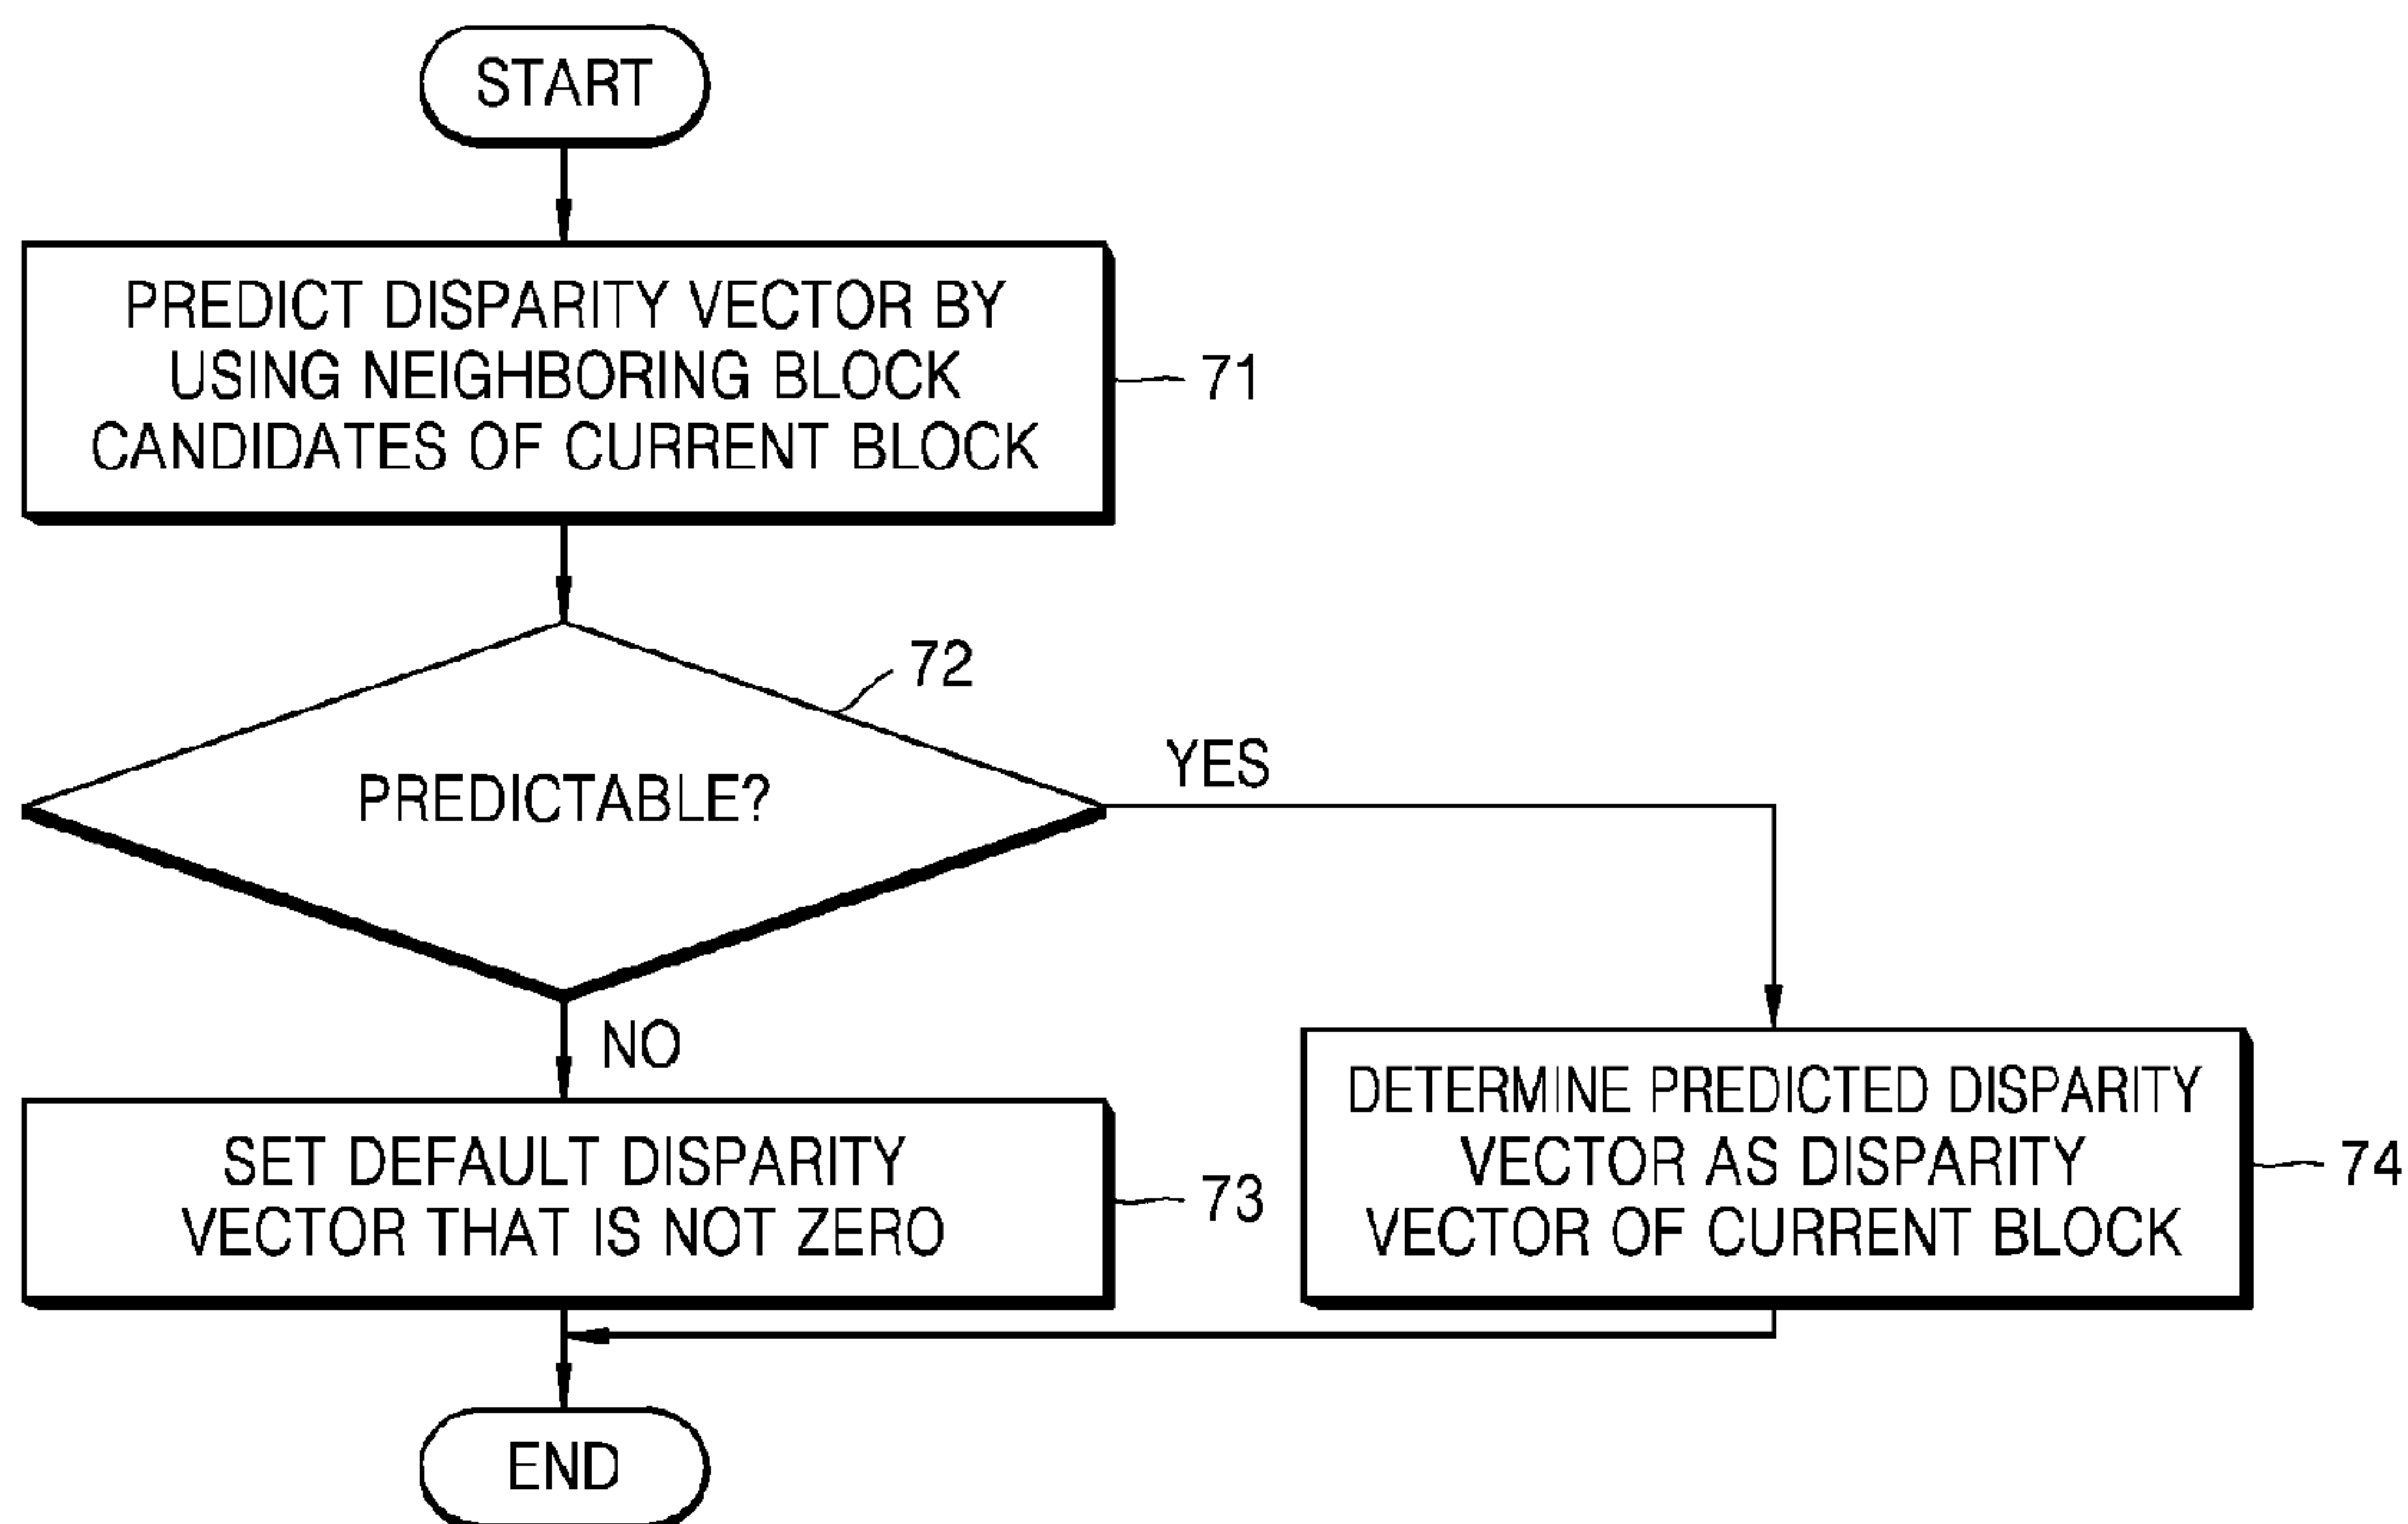 START
PREDICT DISPARITY VECTOR BY
USING NEIGHBORING BLOCK
CANDIDATES OF CURRENT BLOCK
71
72
PREDICTABLE?
YES
NO
SET DEFAULT DISPARITY
VECTOR THAT IS NOT ZERO
73
DETERMINE PREDICTED DISPARITY
VECTOR AS DISPARITY
VECTOR OF CURRENT BLOCK
74
END